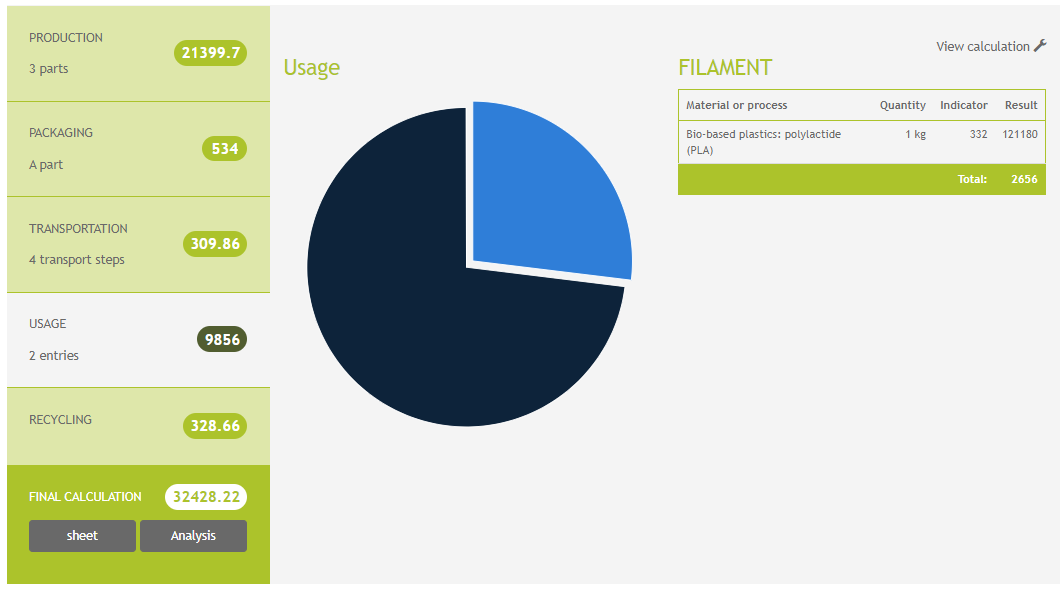 PRODUCTION
21399.7
3 parts
PACKAGING
534
A part
TRANSPORTATION
309.86
4 transport steps
USAGE
9856
2 entries
RECYCLING
328.66
FINAL CALCULATION
32428.22
sheet
Analysis
Usage
View calculation
FILAMENT
Material or process Quantity Indicator Result
Bio-based plastics: polylactide 1 kg 332 121180
(PLA)
Total: 2656